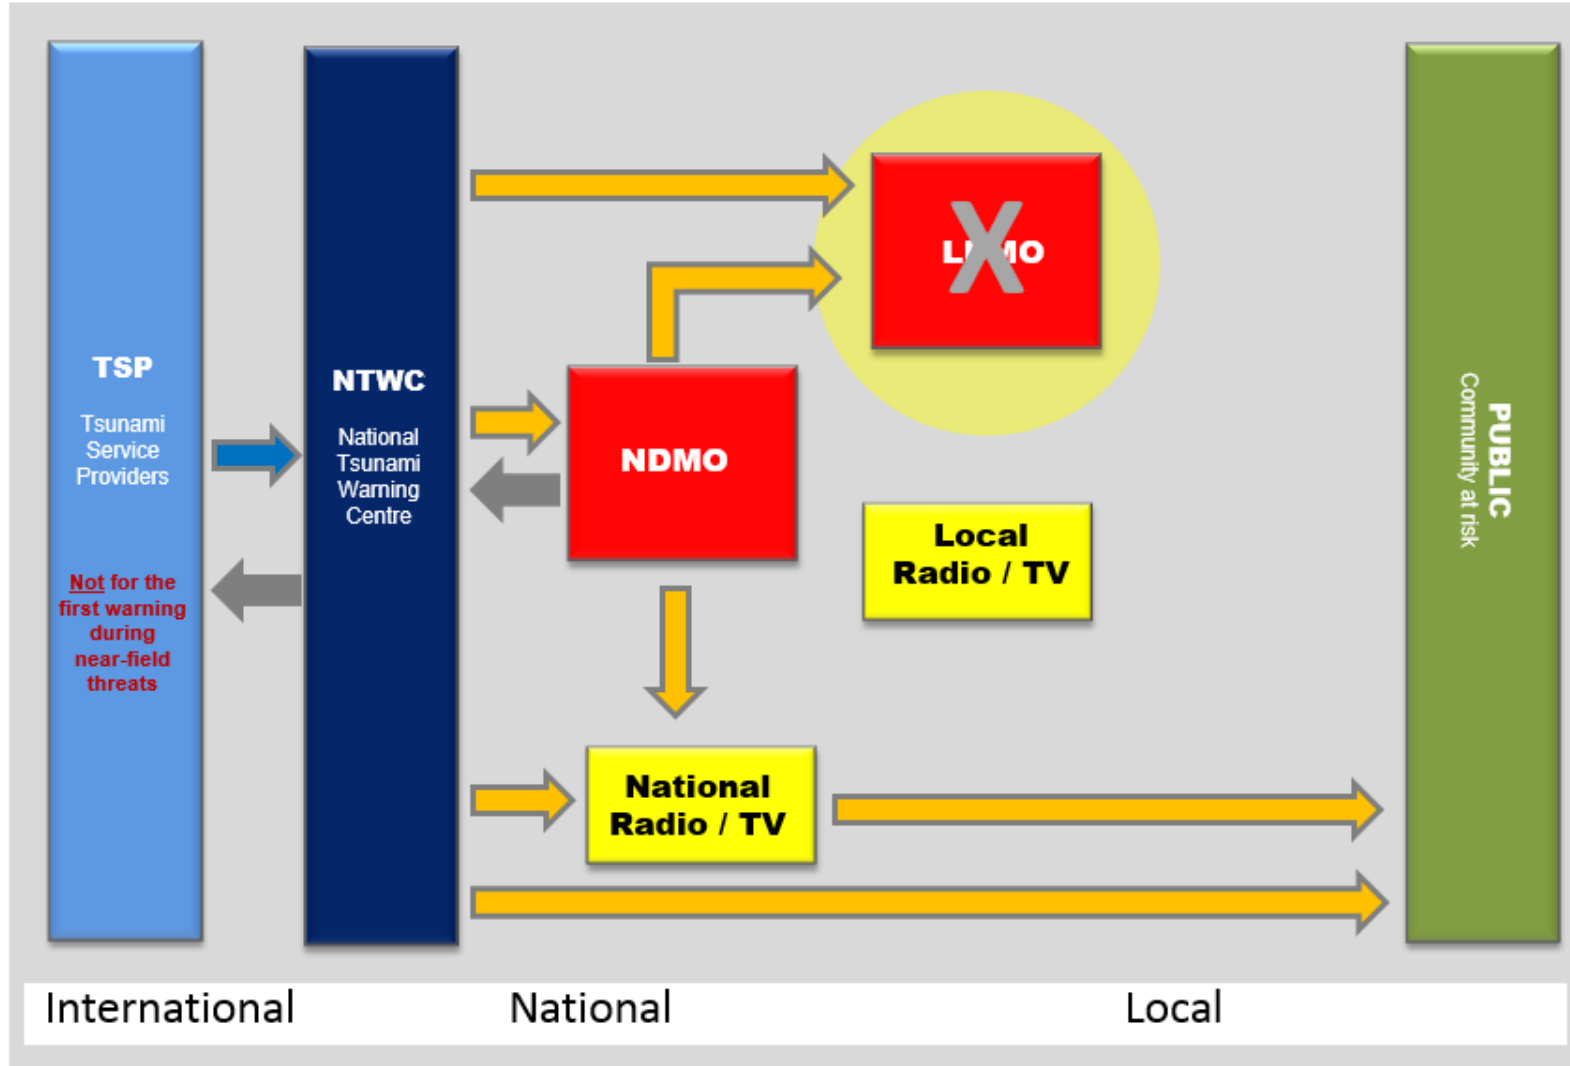 TSP
Tsunami
Service
Providers
Not for the
first warning
during
near-field
threats
NTWC
National
Tsunami
Warning
Centre
NDMO
X
National
Radio / TV
Local
Radio / TV
PUBLIC
Community at risk
International
National
Local